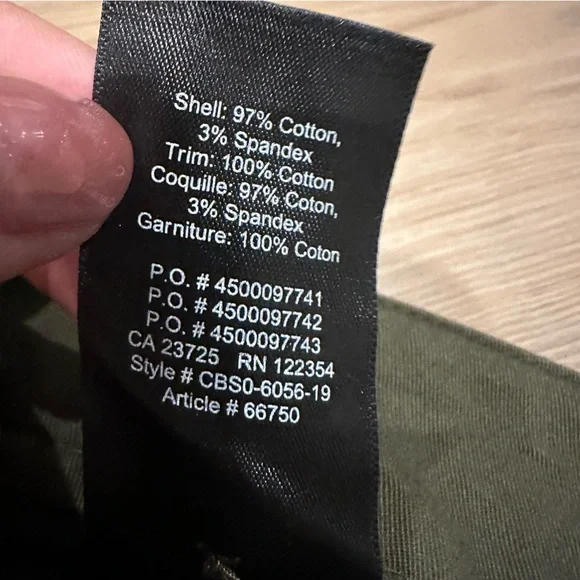 Shell: 97% Cotton,
3% Spandex
Trim: 100% Cotton
Coquille: 97% Coton,
3% Spandex
Garniture: 100% Coton
P.O. # 4500097741
P.O. # 4500097742
P.O. # 4500097743
CA 23725 RN 122354
Style # CBS0-6056-19
Article # 66750